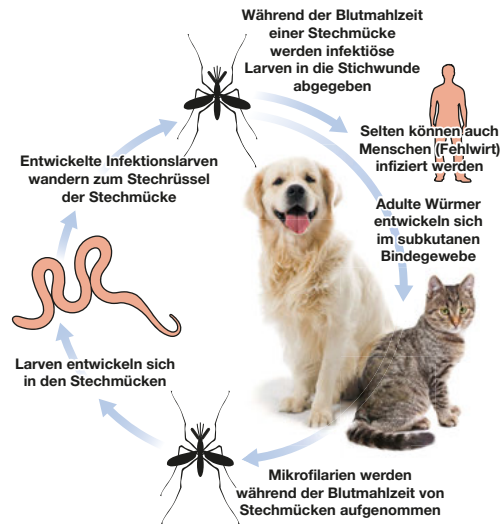 Während der Blutmahlzeit
einer Stechmücke
werden infektiöse
Larven in die Stichwunde
abgegeben
Selten können auch
Menschen (Fehlwirt)
infiziert werden
Adulte Würmer
entwickeln sich
im subkutanen
Bindegewebe
Mikrofilarien werden
während der Blutmahlzeit von
Stechmücken aufgenommen
Larven entwickeln sich
in den Stechmücken
Entwickelte Infektionslarven
wandern zum Stechrüssel
der Stechmücke